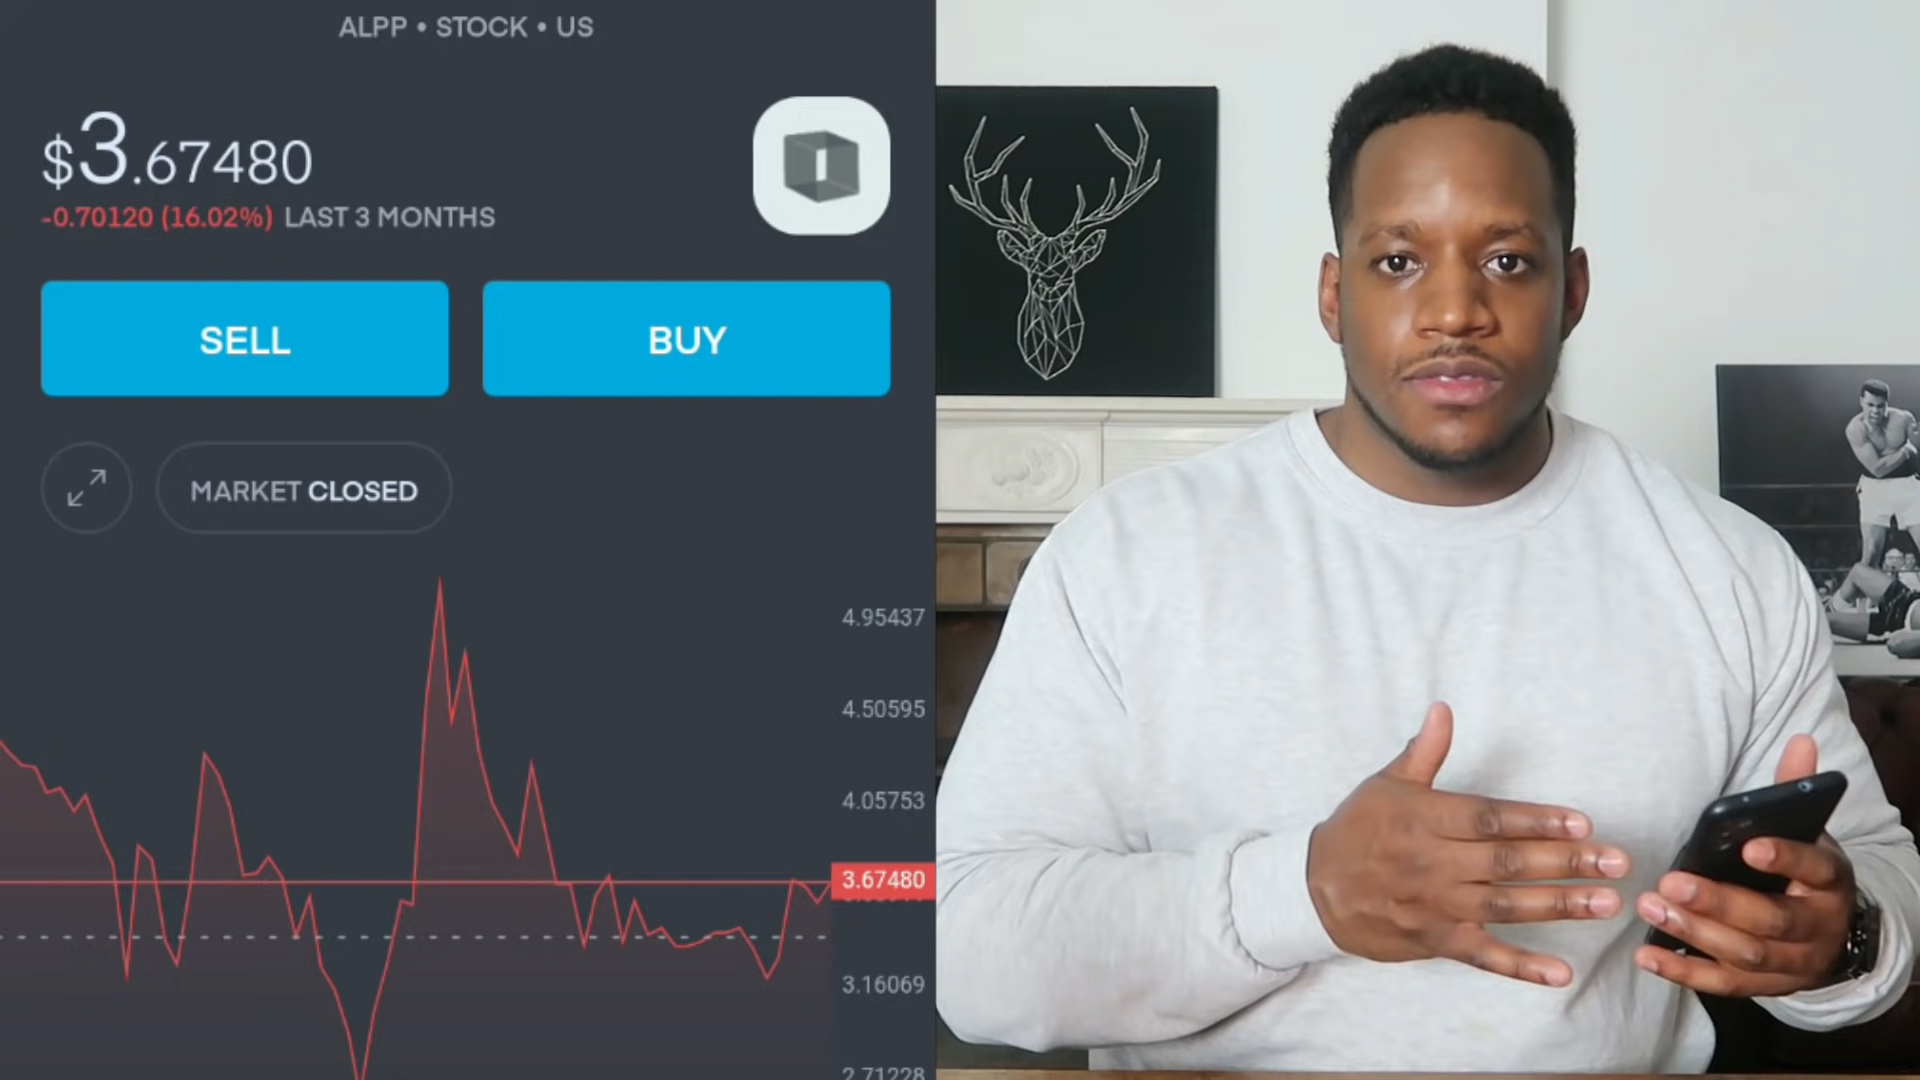 ALPP • STOCK • US
$3.67480
-0.70120 (16.02%) LAST 3 MONTHS
SELL
BUY
MARKET CLOSED
4.95437
4.50595
4.05753
3.67480
3.16069
2.71228